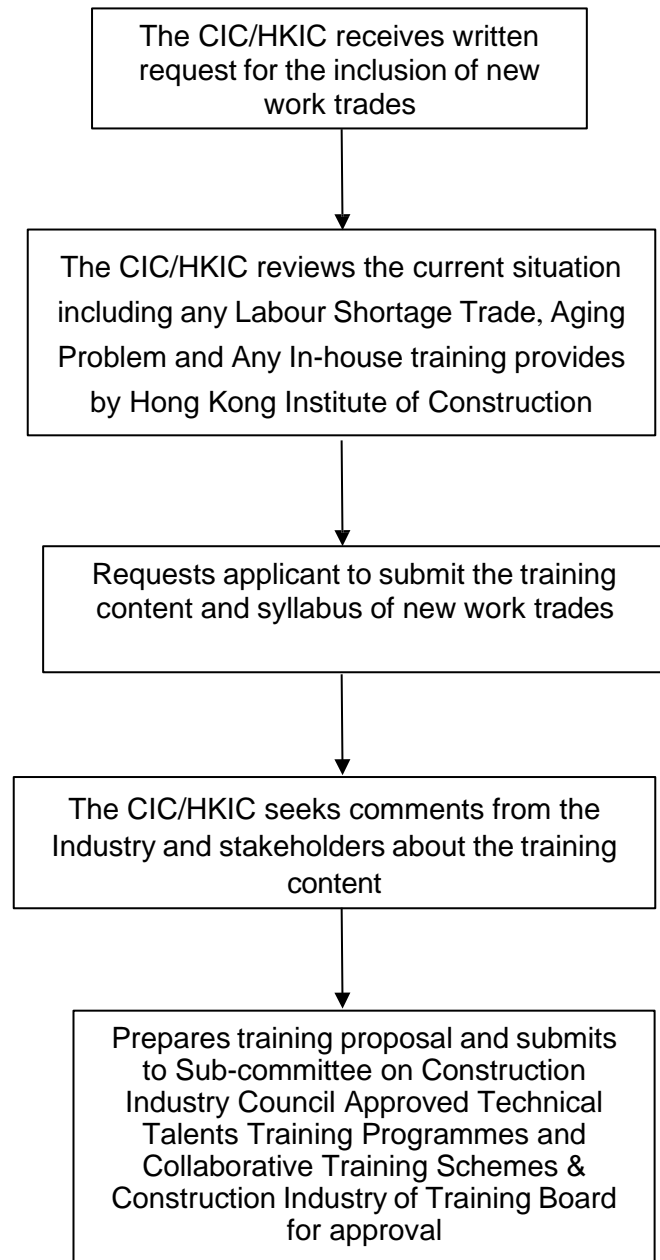 The CIC/HKIC receives written
request for the inclusion of new
work trades
The CIC/HKIC reviews the current situation
including any Labour Shortage Trade, Aging
Problem and Any In-house training provides
by Hong Kong Institute of Construction
Requests applicant to submit the training
content and syllabus of new work trades
The CIC/HKIC seeks comments from the
Industry and stakeholders about the training
content
Prepares training proposal and submits
to Sub-committee on Construction
Industry Council Approved Technical
Talents Training Programmes and
Collaborative Training Schemes &
Construction Industry of Training Board
for approval